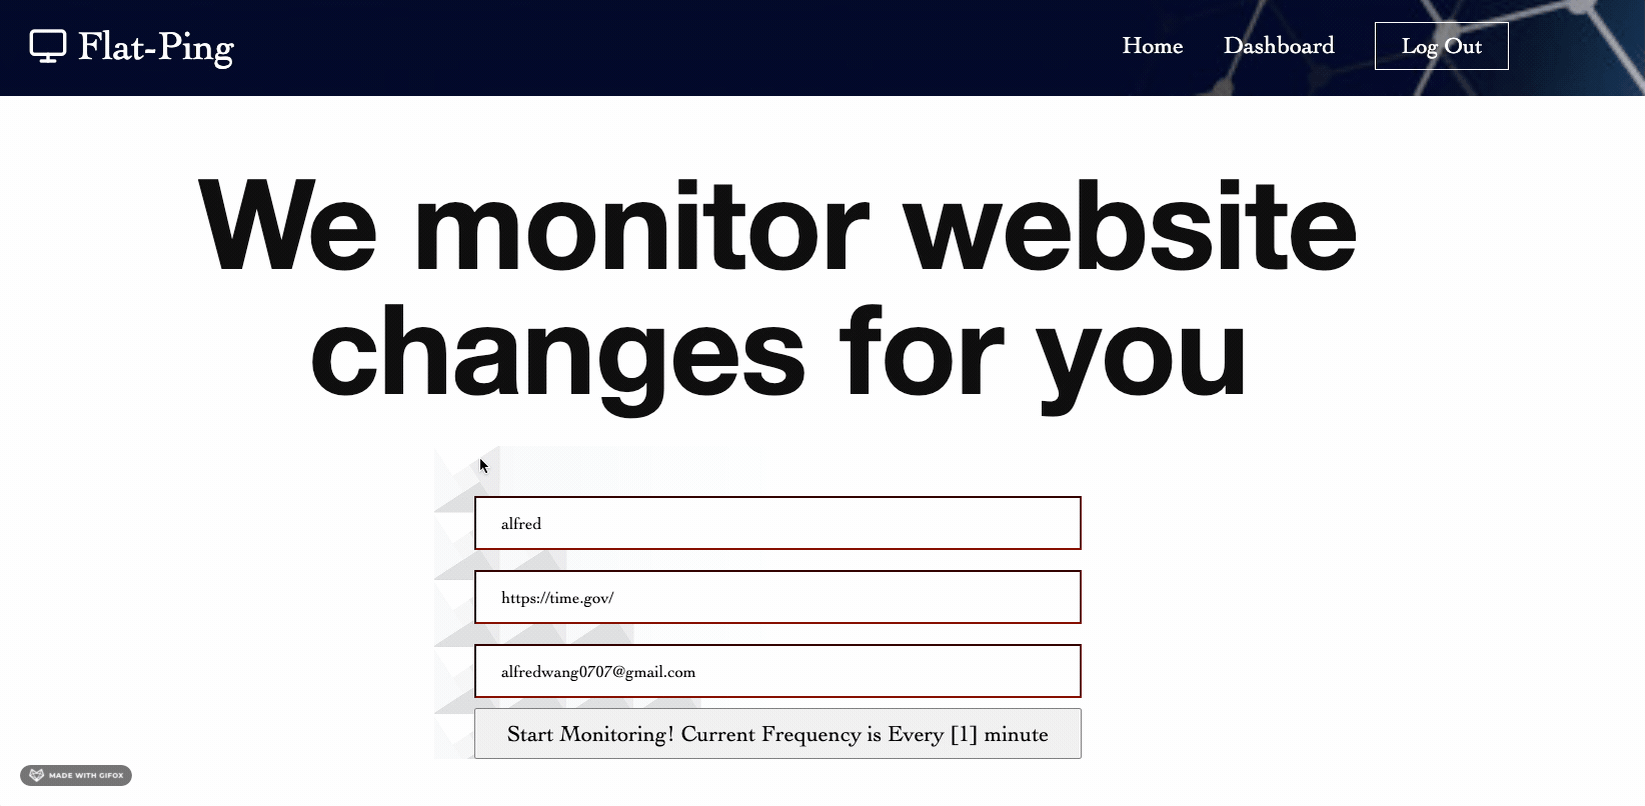 Flat-Ping
Home
Dashboard
Log Out
We monitor website
changes for you
alfred
https://time.gov/
alfredwang0707@gmail.com
Start Monitoring! Current Frequency is Every [1] minute
MADE WITH GIFOX